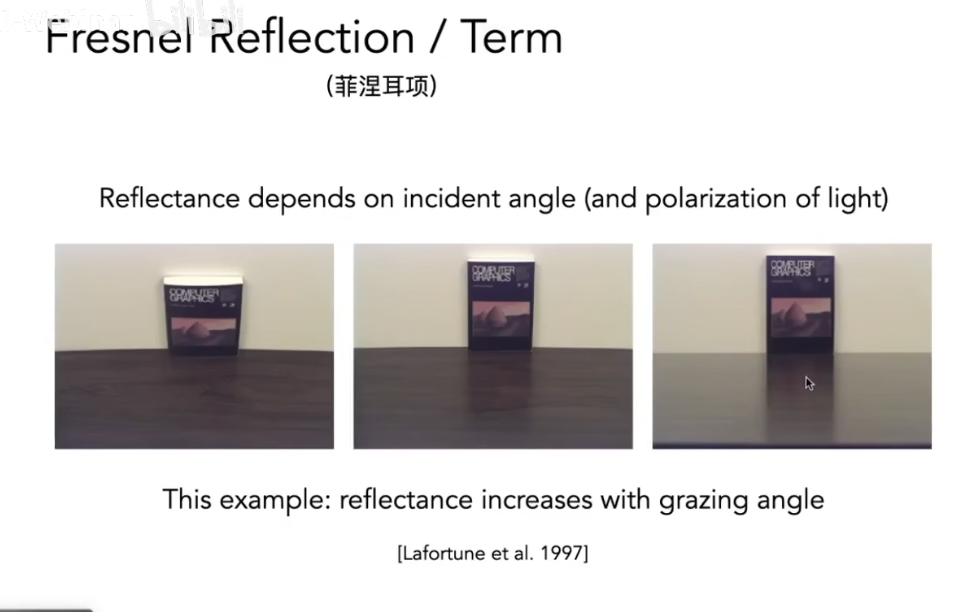 Fresnel Reflection / Term
(菲涅耳项)
Reflectance depends on incident angle (and polarization of light)
COMPUTER
GRAPHICS
COMPUTER
GRAPHICS
COMPUTER
GRAPHICS
This example: reflectance increases with grazing angle
[Lafortune et al. 1997]